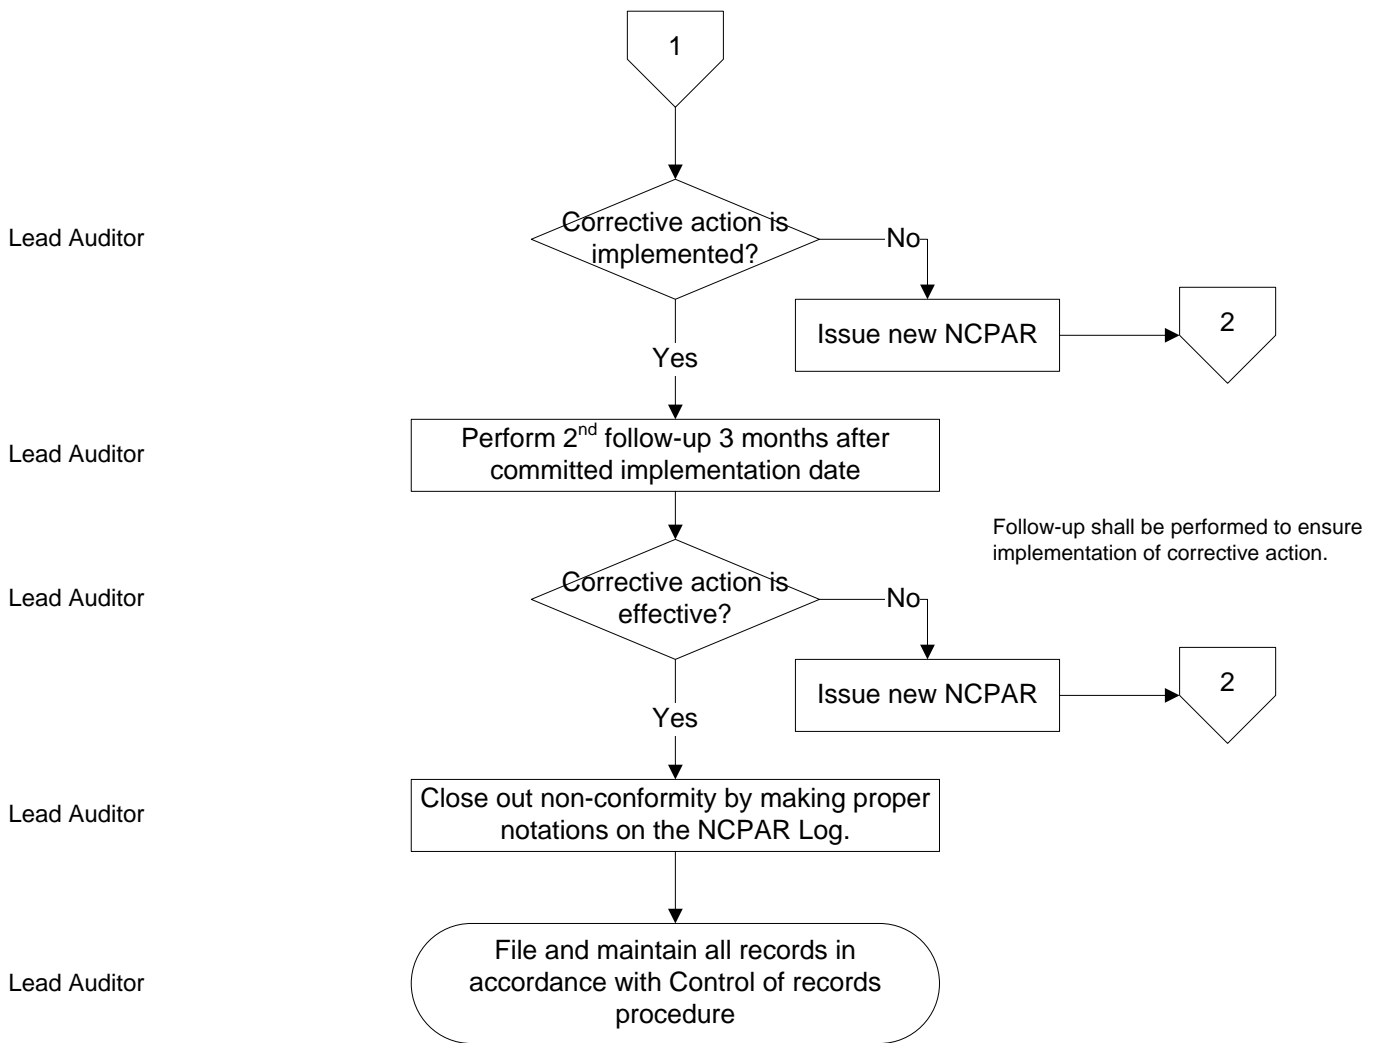 1
Lead Auditor
Corrective action is
implemented?
No
Issue new NCPAR
2
Yes
Lead Auditor
Perform 2nd follow-up 3 months after
committed implementation date
Follow-up shall be performed to ensure
implementation of corrective action.
Lead Auditor
Corrective action is
effective?
No
Issue new NCPAR
2
Yes
Lead Auditor
Close out non-conformity by making proper
notations on the NCPAR Log.
Lead Auditor
File and maintain all records in
accordance with Control of records
procedure